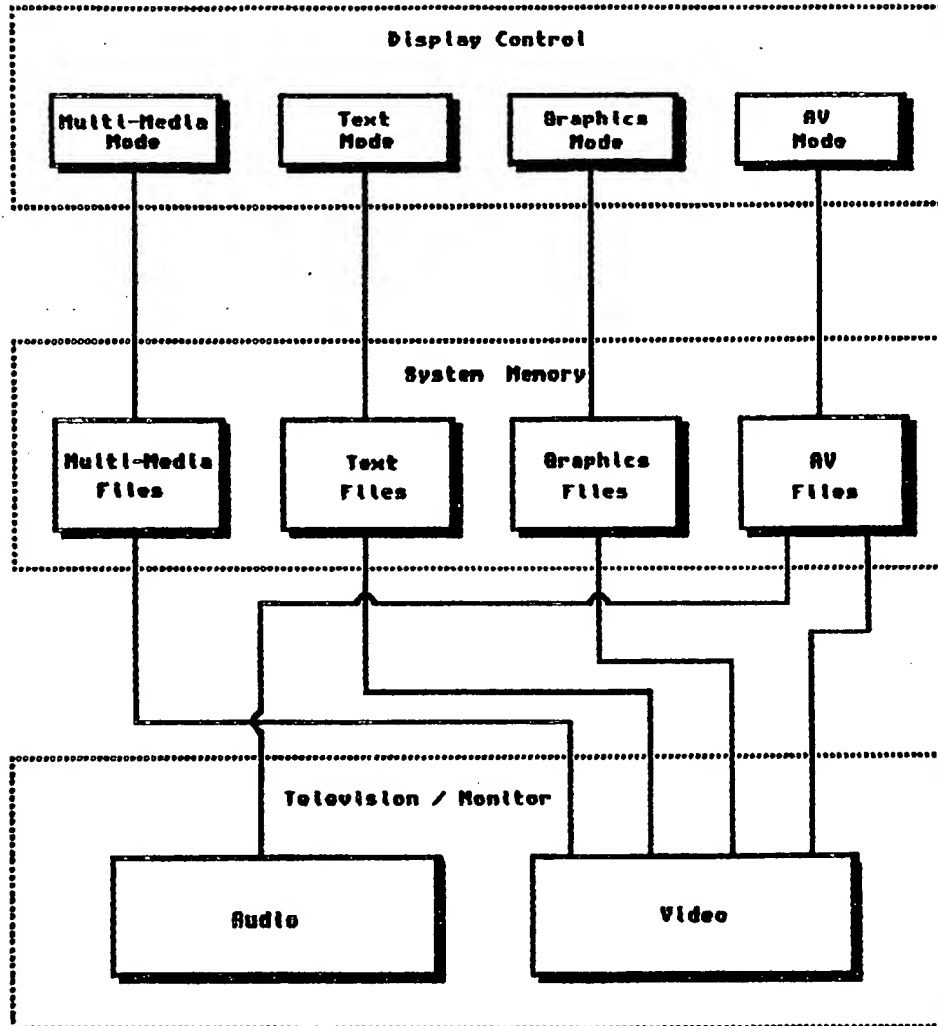 Display Control
Multi-Media
Mode
Text
Mode
Graphics
Mode
AV
Mode
System Memory
Multi-Media
Files
Text
Files
Graphics
Files
AV
Files
Television / Monitor
Audio
Video